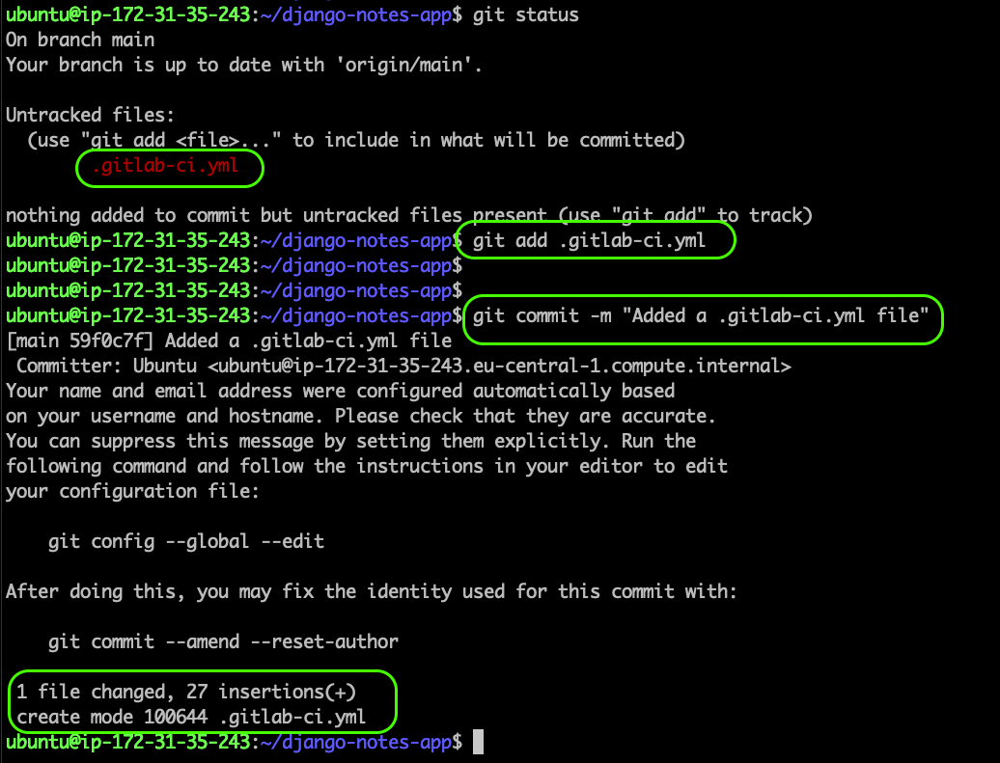 ubuntu@ip-172-31-35-243:~/django-notes-app$ git status
On branch main
Your branch is up to date with 'origin/main'.
Untracked files:
(use "git add <file>..." to include in what will be committed)
.gitlab-ci.yml
nothing added to commit but untracked files present (use "git add" to track)
ubuntu@ip-172-31-35-243:~/django-notes-app$ git add .gitlab-ci.yml
ubuntu@ip-172-31-35-243:~/django-notes-app$
ubuntu@ip-172-31-35-243:~/django-notes-app$
ubuntu@ip-172-31-35-243:~/django-notes-app$ git commit -m "Added a .gitlab-ci.yml file"
[main 59f0c7f] Added a .gitlab-ci.yml file
Committer: Ubuntu <ubuntu@ip-172-31-35-243.eu-central-1.compute.internal>
Your name and email address were configured automatically based
on your username and hostname. Please check that they are accurate.
You can suppress this message by setting them explicitly. Run the
following command and follow the instructions in your editor to edit
your configuration file:
git config --global --edit
After doing this, you may fix the identity used for this commit with:
git commit --amend --reset-author
1 file changed, 27 insertions(+)
create mode 100644 .gitlab-ci.yml
ubuntu@ip-172-31-35-243:~/django-notes-app$